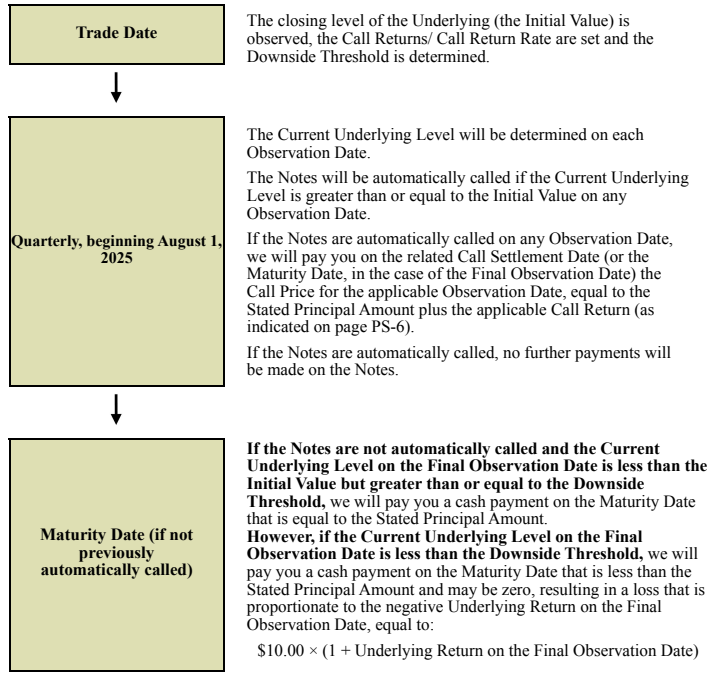 Trade Date
The closing level of the Underlying (the Initial Value) is
observed, the Call Returns/ Call Return Rate are set and the
Downside Threshold is determined.
Quarterly, beginning August 1,
2025
The Current Underlying Level will be determined on each
Observation Date.
The Notes will be automatically called if the Current Underlying
Level is greater than or equal to the Initial Value on any
Observation Date.
If the Notes are automatically called on any Observation Date,
we will pay you on the related Call Settlement Date (or the
Maturity Date, in the case of the Final Observation Date) the
Call Price for the applicable Observation Date, equal to the
Stated Principal Amount plus the applicable Call Return (as
indicated on page PS-6).
If the Notes are automatically called, no further payments will
be made on the Notes.
Maturity Date (if not
previously
automatically called)
If the Notes are not automatically called and the Current
Underlying Level on the Final Observation Date is less than the
Initial Value but greater than or equal to the Downside
Threshold, we will pay you a cash payment on the Maturity Date
that is equal to the Stated Principal Amount.
However, if the Current Underlying Level on the Final
Observation Date is less than the Downside Threshold, we will
pay you a cash payment on the Maturity Date that is less than the
Stated Principal Amount and may be zero, resulting in a loss that is
proportionate to the negative Underlying Return on the Final
Observation Date, equal to:
$10.00 × (1 + Underlying Return on the Final Observation Date)